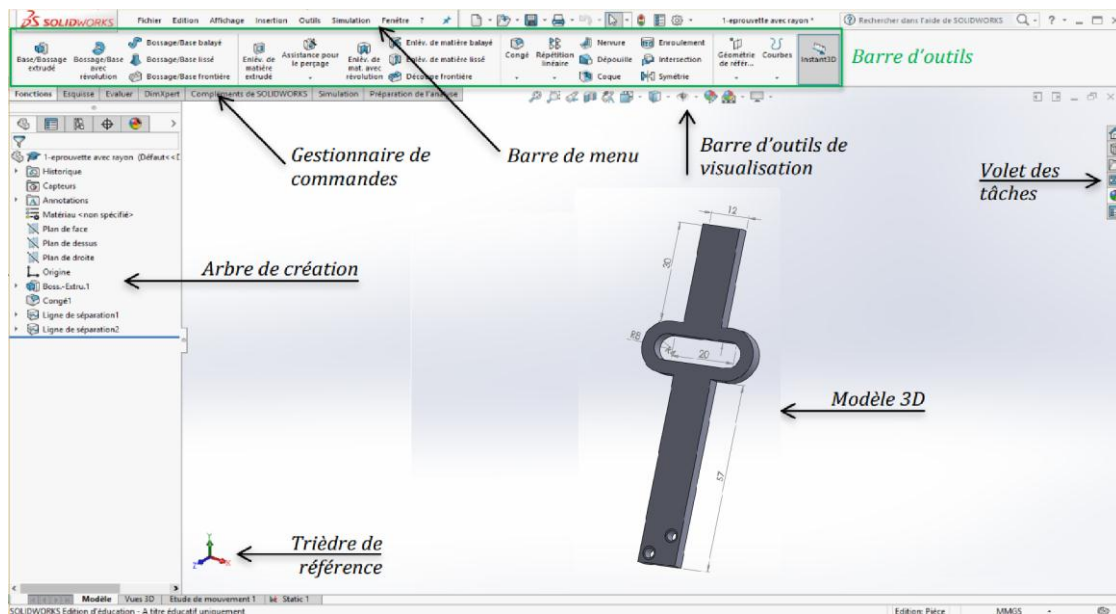 SOLIDWORKS Fichier Edition Affichage Insertion Outils Simulation Fenêtre ? 1-eprouvette avec rayon * Rechercher dans l'aide de SOLIDWORKS ?
Base/Bossage extrudé
Bossage/Base avec révolution
Bossage/Base balayé
Bossage/Base lissé
Bossage/Base frontière
Enlèv. de matière extrudé
Assistance pour le perçage
Enlèv. de mat. avec révolution
Enlèv. de matière balayé
Enlèv. de matière lissé
Découpe frontière
Congé
Répétition linéaire
Nervure
Dépouille
Coque
Enroulement
Intersection
Symétrie
Géométrie de référ...
Courbes
Instant3D
Barre d'outils
Fonctions Esquisse Evaluer DimXpert Compléments de SOLIDWORKS Simulation Préparation de l'analyse
Gestionnaire de
commandes
Barre de menu
Barre d'outils de
visualisation
Volet des
tâches
1-eprouvette avec rayon (Défaut<<D
Historique
Capteurs
Annotations
Matériau <non spécifié>
Plan de face
Plan de dessus
Plan de droite
Origine
Boss.-Extru.1
Congé1
Ligne de séparation1
Ligne de séparation2
Arbre de création
12
30
R8
20
57
Modèle 3D
Trièdre de
référence
Y
Z
X
Modèle Vues 3D Etude de mouvement 1 Static 1
SOLIDWORKS Edition d'éducation - A titre éducatif uniquement Edition: Pièce MMGS